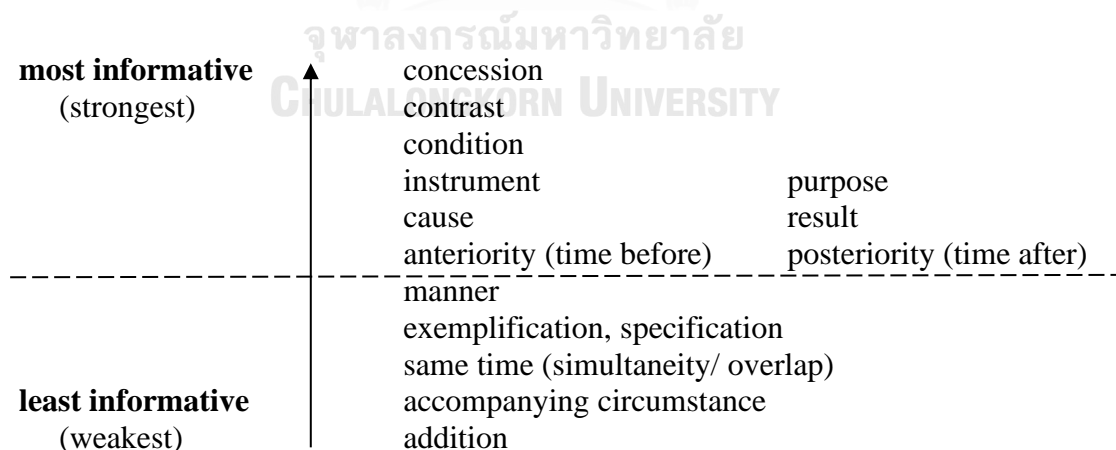 จุฬาลงกรณ์มหาวิทยาลัย
CHULALONGKORN UNIVERSITY
most informative concession
(strongest) contrast
condition
instrument purpose
cause result
anteriority (time before) posteriority (time after)
manner
exemplification, specification
same time (simultaneity/ overlap)
least informative accompanying circumstance
(weakest) addition